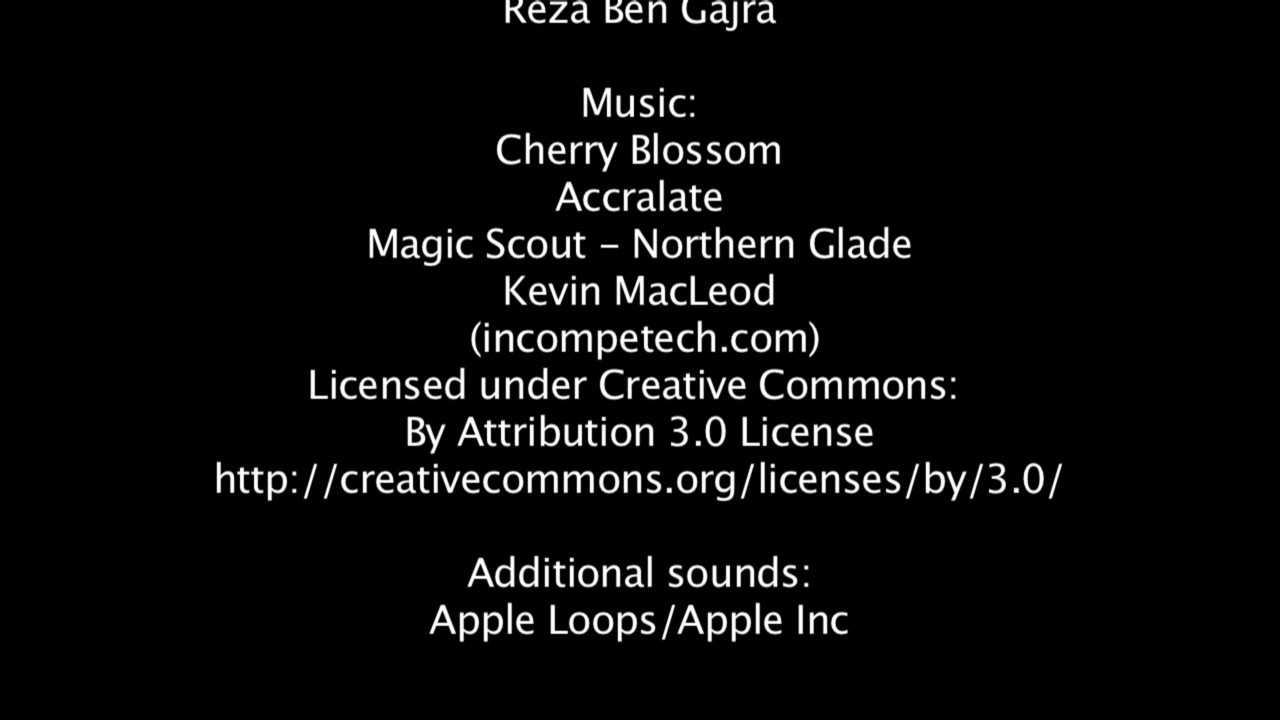 Reza Ben Gajra
Music:
Cherry Blossom
Accralate
Magic Scout - Northern Glade
Kevin MacLeod
(incompetech.com)
Licensed under Creative Commons:
By Attribution 3.0 License
http://creativecommons.org/licenses/by/3.0/
Additional sounds:
Apple Loops/Apple Inc